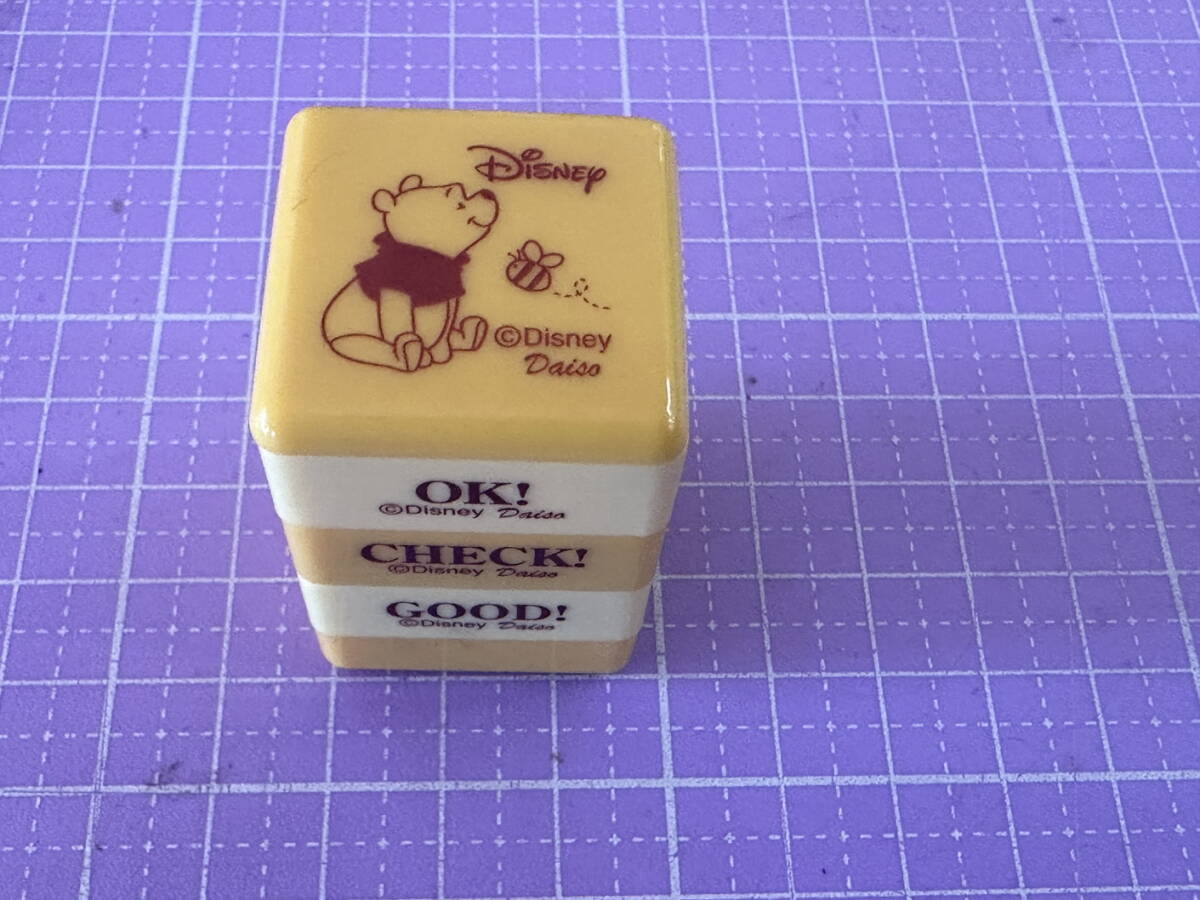 Disney
©Disney
Daiso
OK!
©Disney Daiso
CHECK!
©Disney Daiso
GOOD!
©Disney Daiso